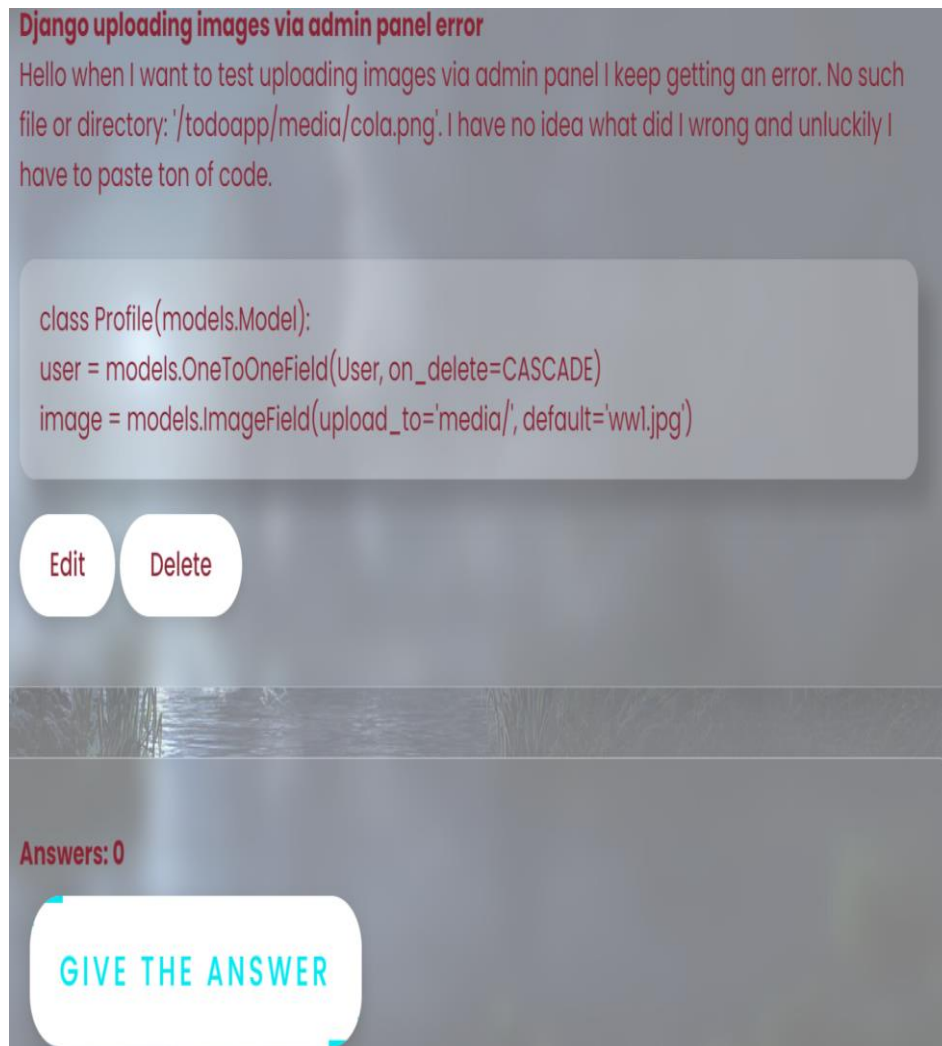 Django uploading images via admin panel error
Hello when I want to test uploading images via admin panel I keep getting an error. No such
file or directory: '/todoapp/media/cola.png'. I have no idea what did I wrong and unluckily I
have to paste ton of code.
class Profile(models.Model):
user = models.OneToOneField(User, on_delete=CASCADE)
image = models.ImageField(upload_to='media/', default='ww1.jpg')
Edit Delete
Answers: 0
GIVE THE ANSWER